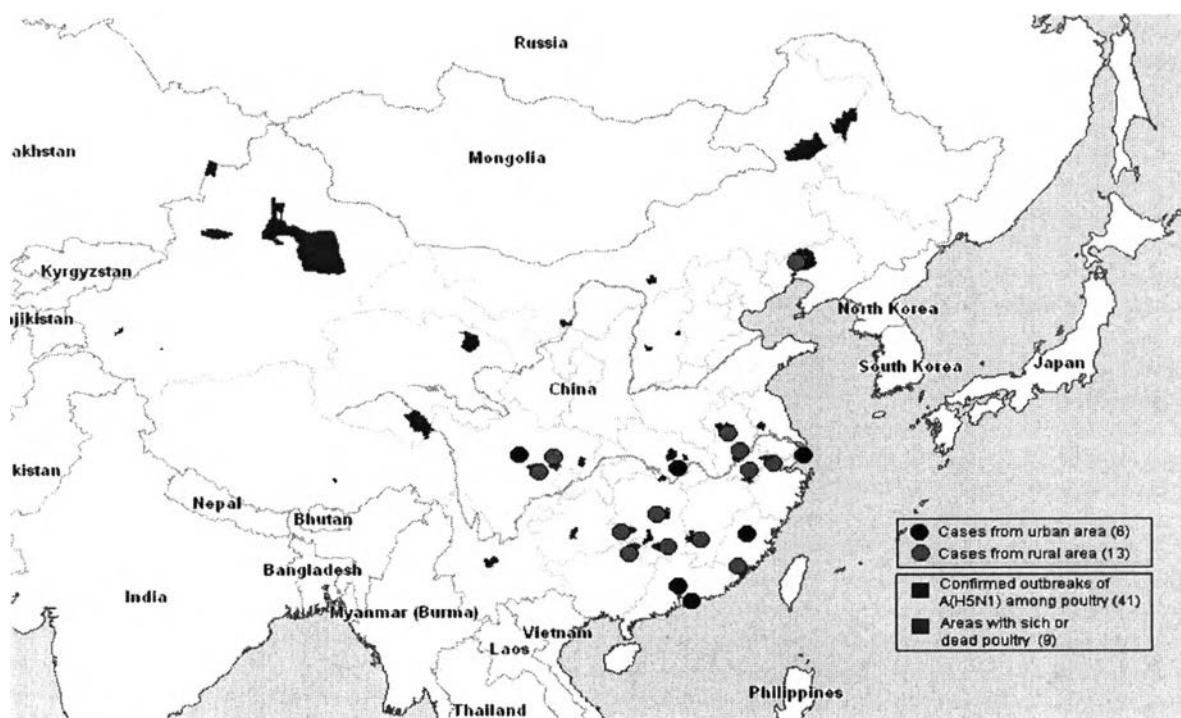 Russia
akhstan
Mongolia
Kyrgyzstan
ajikistan
North Korea
South Korea
Japan
China
kistan
Nepal
Bhutan
Bangladesh
India
Myanmar (Burma)
Vietnam
Laos
Thailand
Philippines
Cases from urban area (6)
Cases from rural area (13)
Confirmed outbreaks of
A(H5N1) among poultry (41)
Areas with sich or
dead poultry (9)